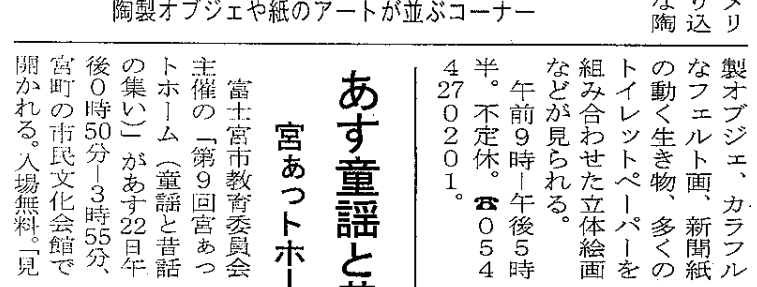 陶製オブジェや紙のアートが並ぶコーナー
メリ
り込
な陶
製オブジェ、カラフル
なフェルト画、新聞紙
の動く生き物、多くの
トイレットペーパーを
組み合わせた立体絵画
などが見られる。
午前9時―午後5時
半。不定休。☎054
4270201。
あす童謡と
宮あっトホー
富士宮市教育委員会
主催の「第9回宮あっ
トホーム(童謡と昔話
の集い)」があす22日午
後0時50分―3時55分、
宮町の市民文化会館で
開かれる。入場無料。「見